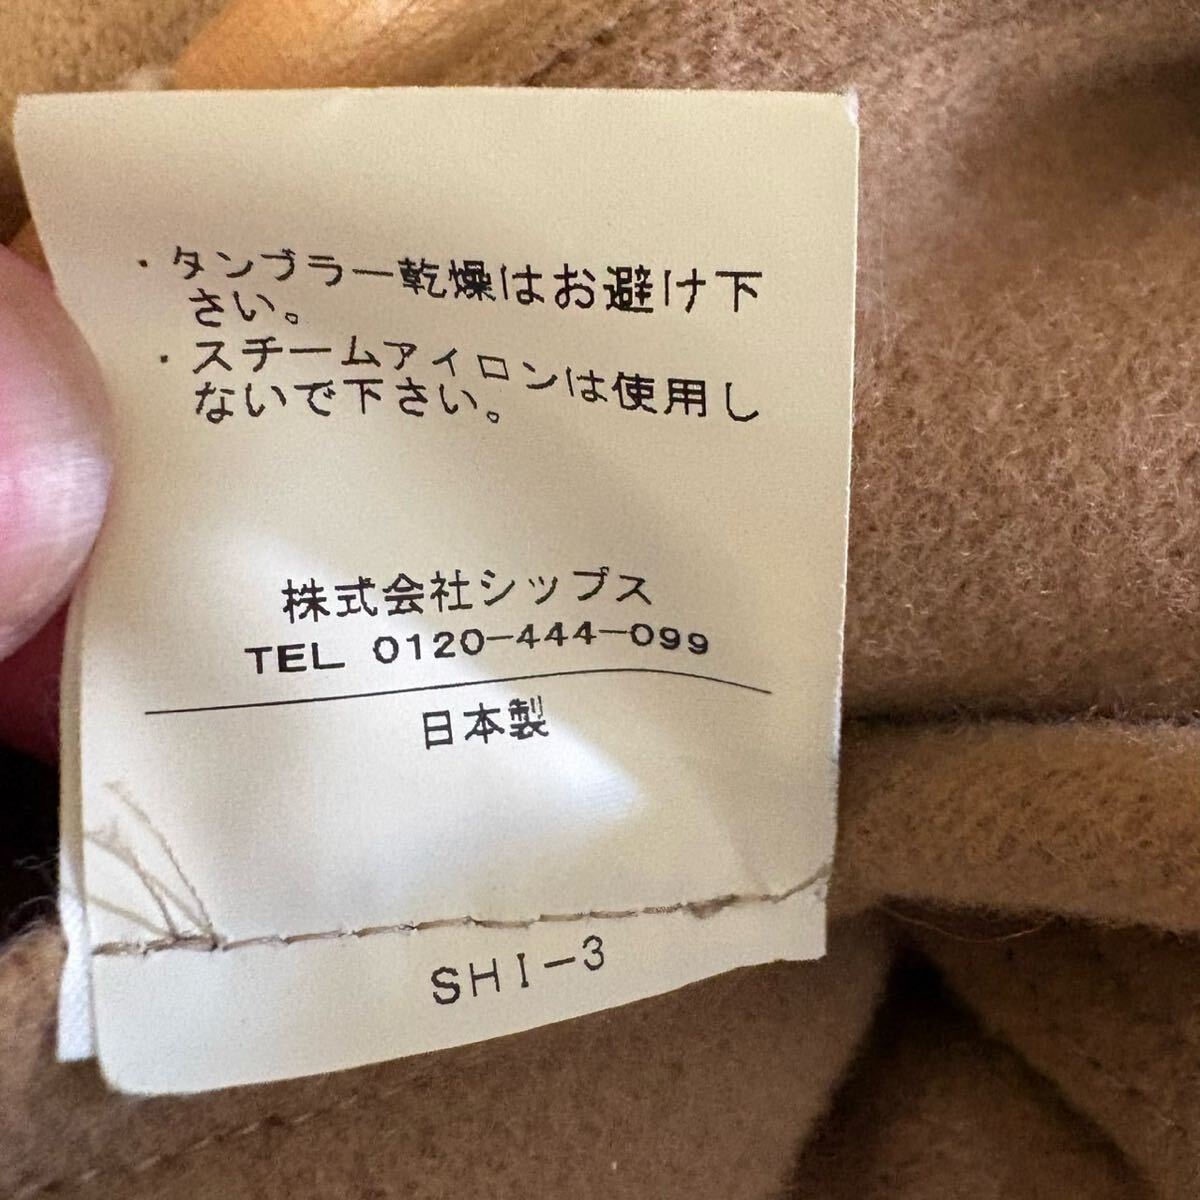 ・タンブラー乾燥はお避け下
さい。
・スチームアイロンは使用し
ないで下さい。
株式会社シップス
TEL 0120-444-099
日本製
SHI-3